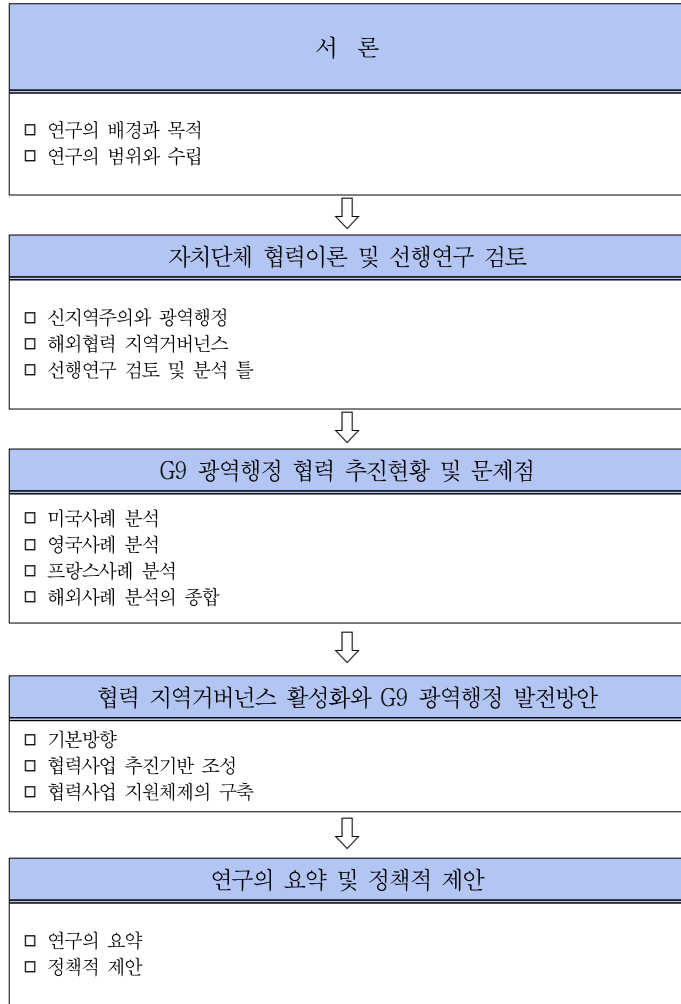 서 론
□ 연구의 배경과 목적
□ 연구의 범위와 수립
자치단체 협력이론 및 선행연구 검토
□ 신지역주의와 광역행정
□ 해외협력 지역거버넌스
□ 선행연구 검토 및 분석 틀
G9 광역행정 협력 추진현황 및 문제점
□ 미국사례 분석
□ 영국사례 분석
□ 프랑스사례 분석
□ 해외사례 분석의 종합
협력 지역거버넌스 활성화와 G9 광역행정 발전방안
□ 기본방향
□ 협력사업 추진기반 조성
□ 협력사업 지원체제의 구축
연구의 요약 및 정책적 제안
□ 연구의 요약
□ 정책적 제안